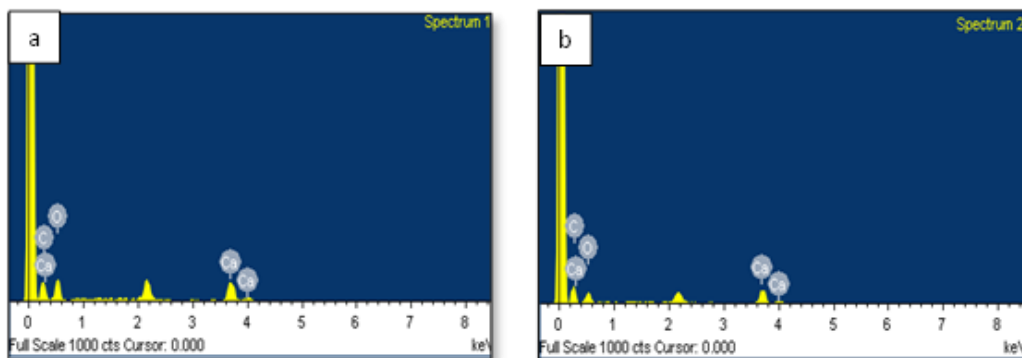 a
Spectrum 1
O
C
Ca
Ca
Ca
0 1 2 3 4 5 6 7 8
Full Scale 1000 cts Cursor: 0.000 keV
b
Spectrum 2
C
O
Ca
Ca
Ca
0 1 2 3 4 5 6 7 8
Full Scale 1000 cts Cursor: 0.000 keV